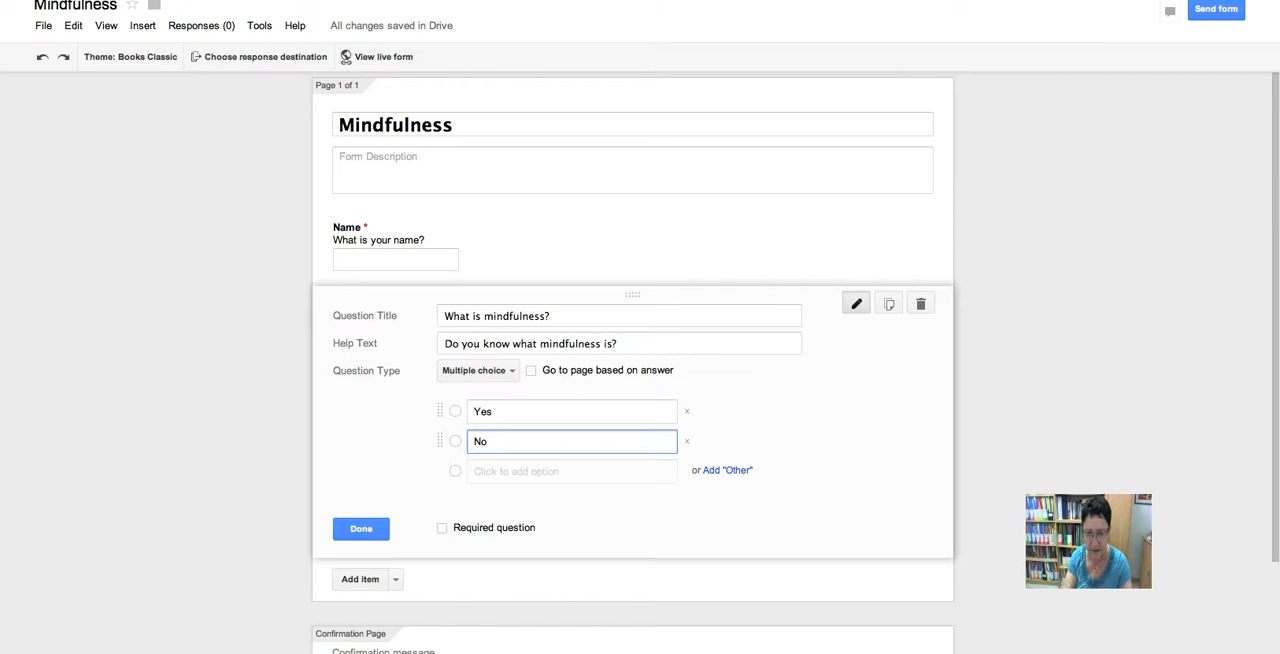 Mindfulness
File Edit View Insert Responses (0) Tools Help All changes saved in Drive
Send form
Theme: Books Classic Choose response destination View live form
Page 1 of 1
Mindfulness
Form Description
Name *
What is your name?
Question Title What is mindfulness?
Help Text Do you know what mindfulness is?
Question Type Multiple choice Go to page based on answer
Yes x
No x
Click to add option or Add "Other"
Done Required question
Add item
Confirmation Page
Confirmation message